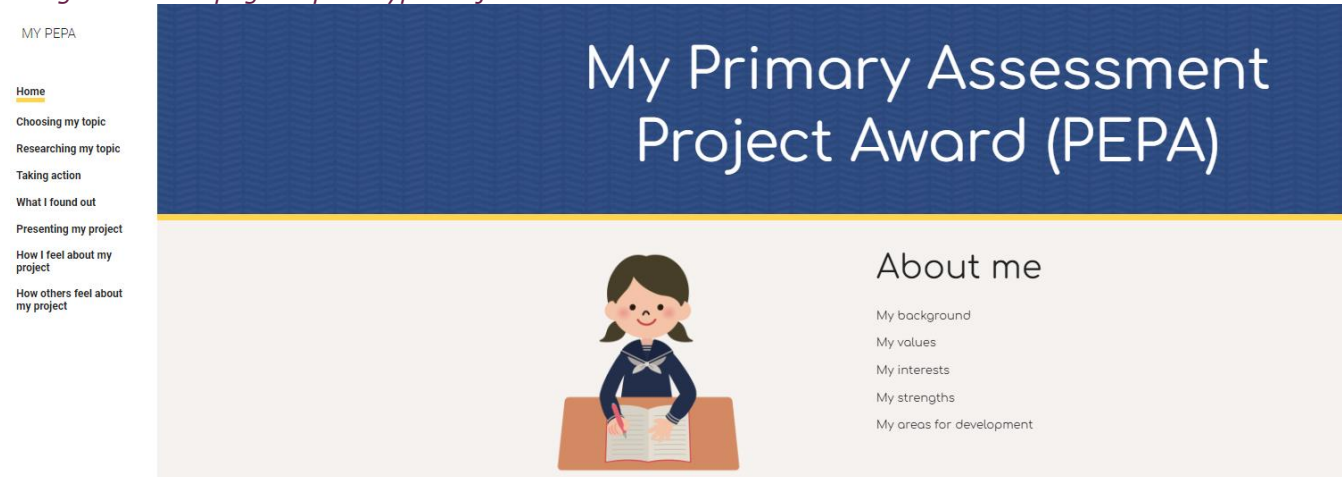 MY PEPA
Home
Choosing my topic
Researching my topic
Taking action
What I found out
Presenting my project
How I feel about my
project
How others feel about
my project
My Primary Assessment
Project Award (PEPA)
About me
My background
My values
My interests
My strengths
My areas for development